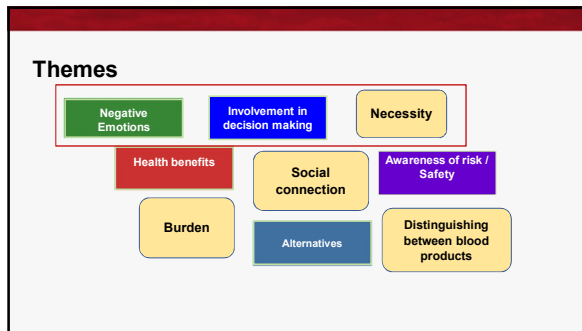 Themes
Negative
Emotions
Involvement in
decision making
Necessity
Health benefits
Social
connection
Awareness of risk /
Safety
Burden
Alternatives
Distinguishing
between blood
products